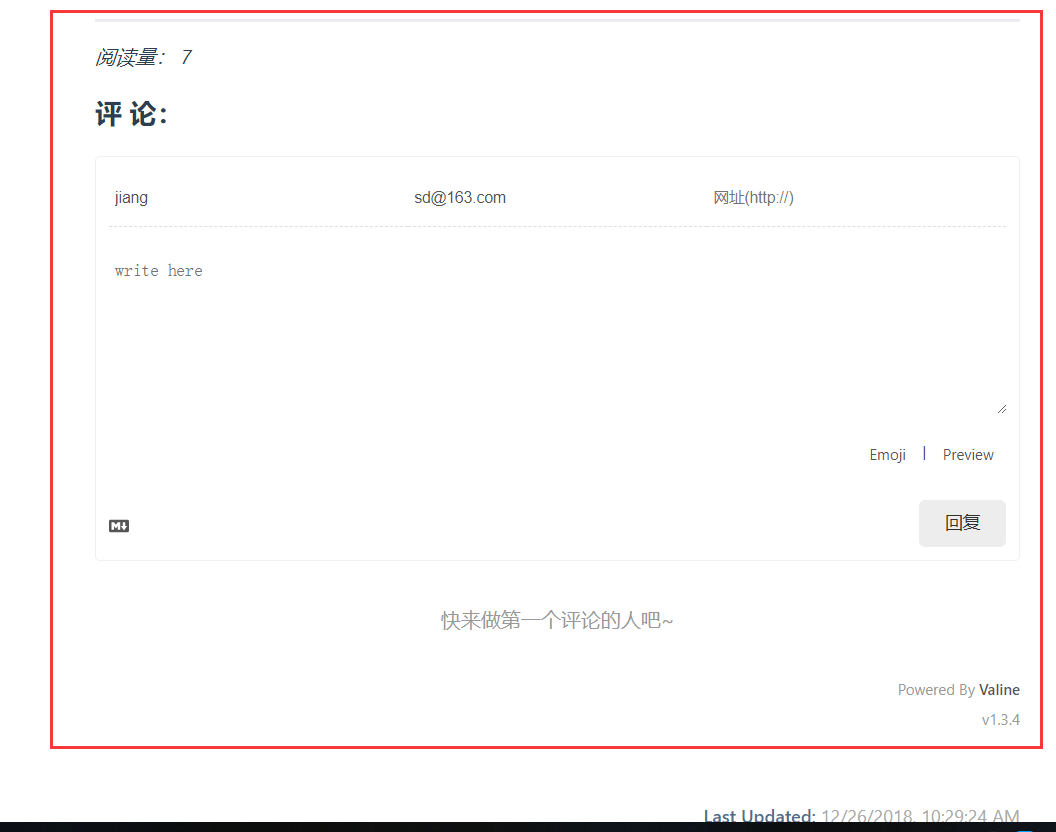 阅读量： 7
评 论：
jiang sd@163.com 网址(http://)
write here
Emoji | Preview
M↓ 回复
快来做第一个评论的人吧~
Powered By Valine
v1.3.4
Last Updated: 12/26/2018, 10:29:24 AM